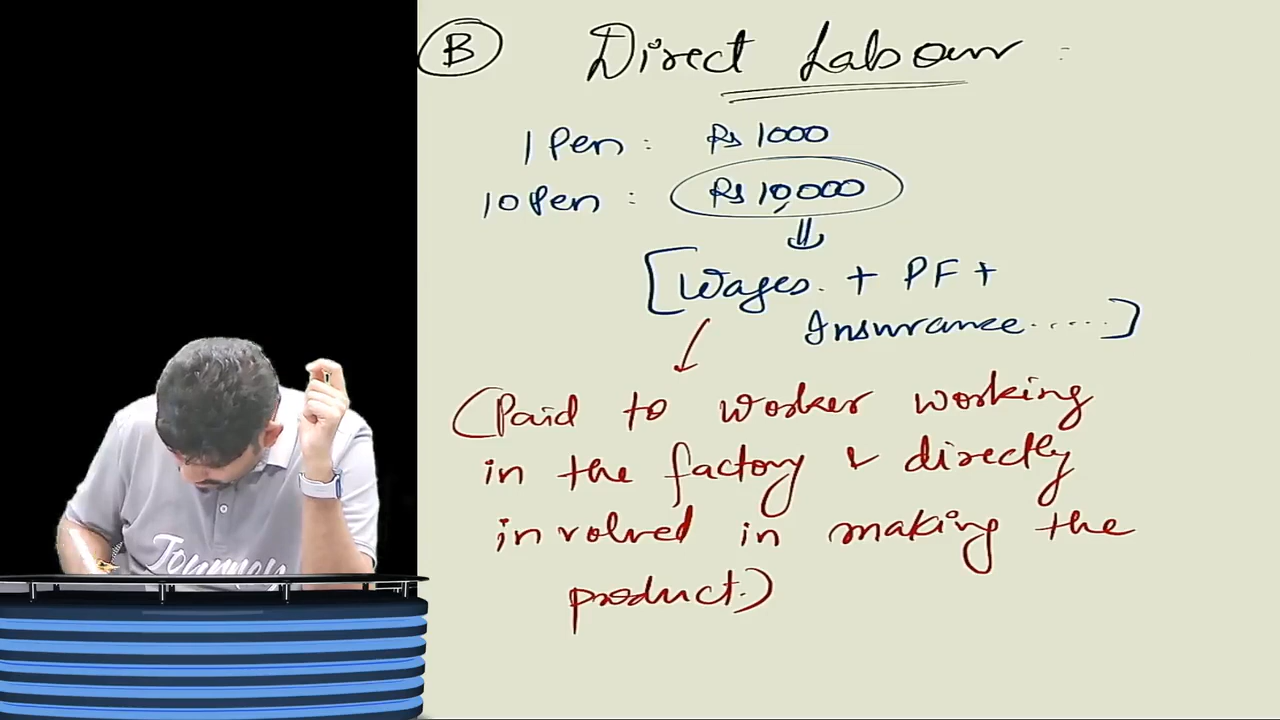 B Direct Labour :
1 Pen : Rs 1000
10 Pen : Rs 10,000
⇓
[Wages. + PF +
Insurance.....]
(Paid to worker working
in the factory & directly
involved in making the
product.)
Journey